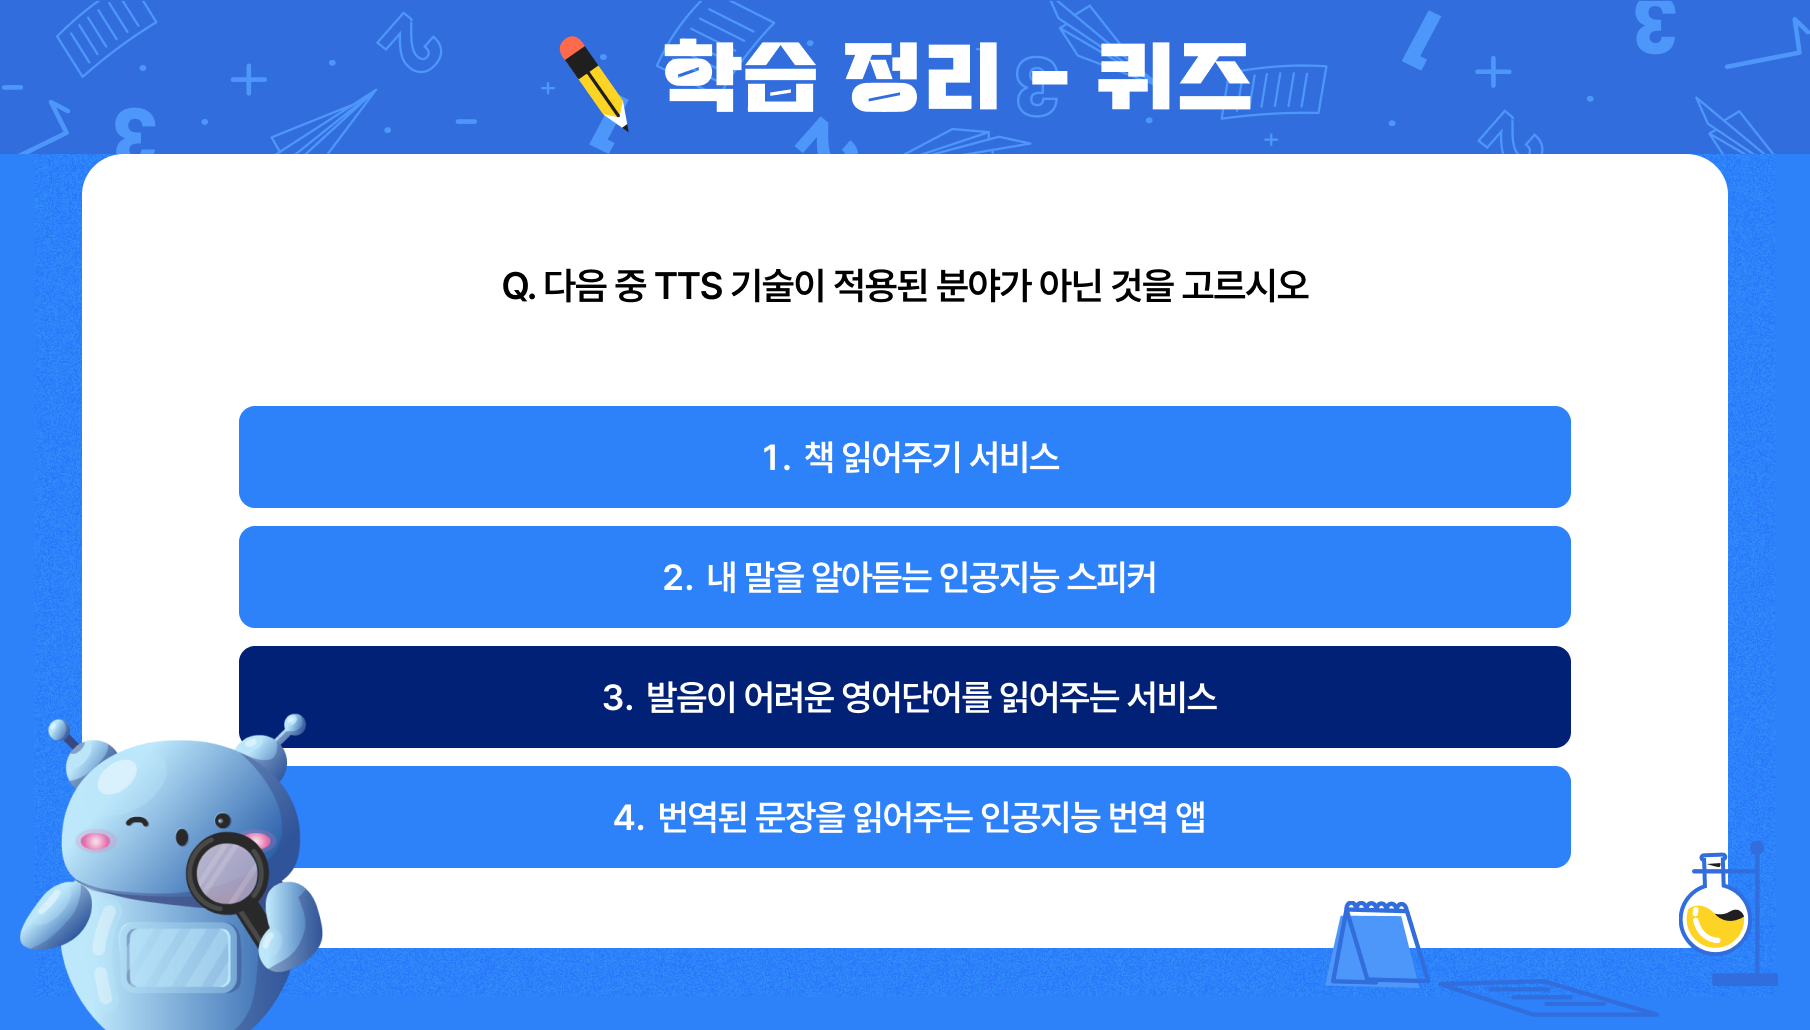 학습 정리 - 퀴즈
Q. 다음 중 TTS 기술이 적용된 분야가 아닌 것을 고르시오
1. 책 읽어주기 서비스
2. 내 말을 알아듣는 인공지능 스피커
3. 발음이 어려운 영어단어를 읽어주는 서비스
4. 번역된 문장을 읽어주는 인공지능 번역 앱